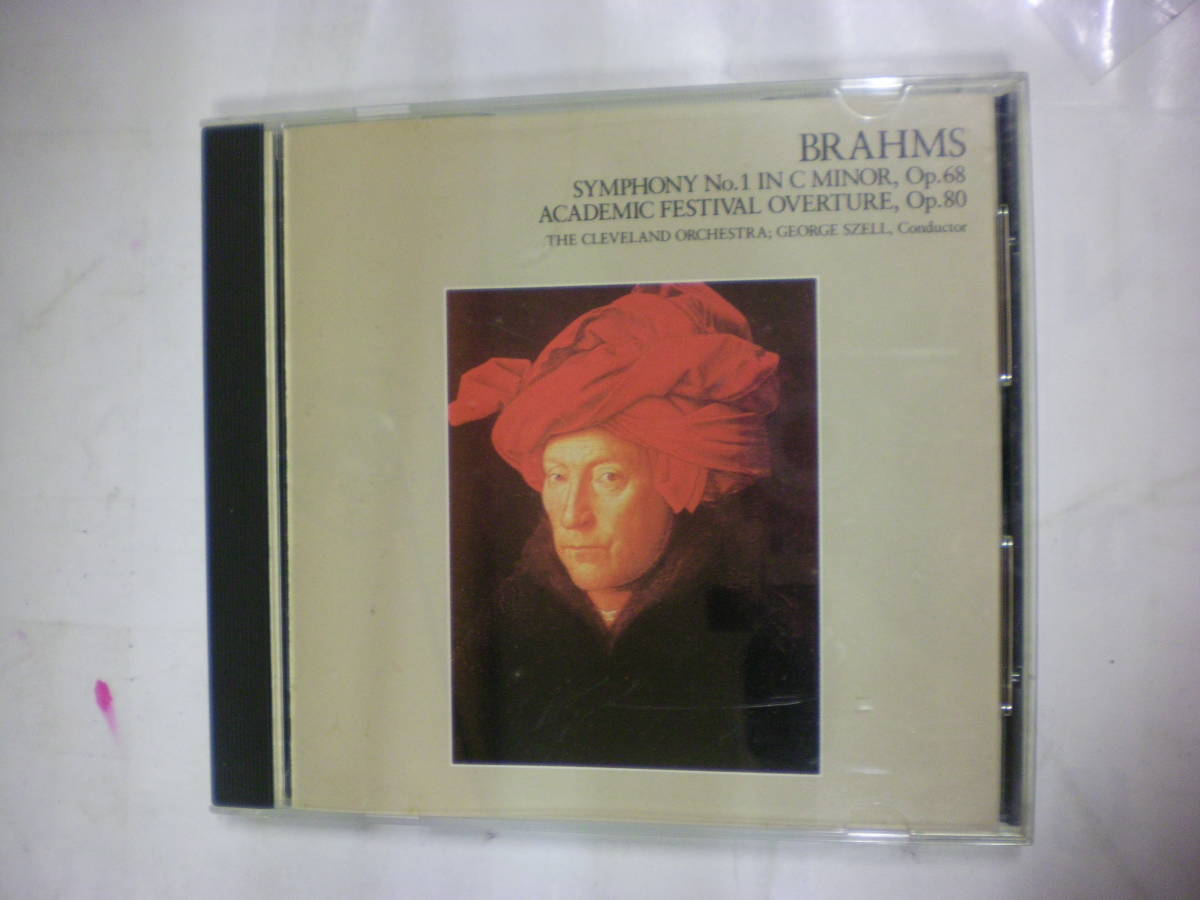 BRAHMS
SYMPHONY No.1 IN C MINOR, Op.68
ACADEMIC FESTIVAL OVERTURE, Op.80
THE CLEVELAND ORCHESTRA; GEORGE SZELL, Conductor